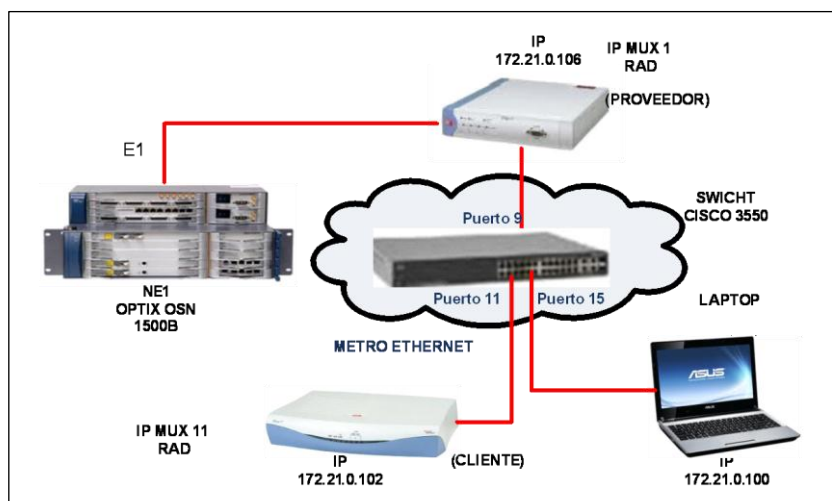 IP
172.21.0.106
IP MUX 1
RAD
(PROVEEDOR)
E1
SWICHT
CISCO 3550
Puerto 9
NE1
OPTIX OSN
1500B
Puerto 11
Puerto 15
LAPTOP
METRO ETHERNET
ASUS
ASUS
IP MUX 11
RAD
(CLIENTE)
IP
172.21.0.102
IP
172.21.0.100